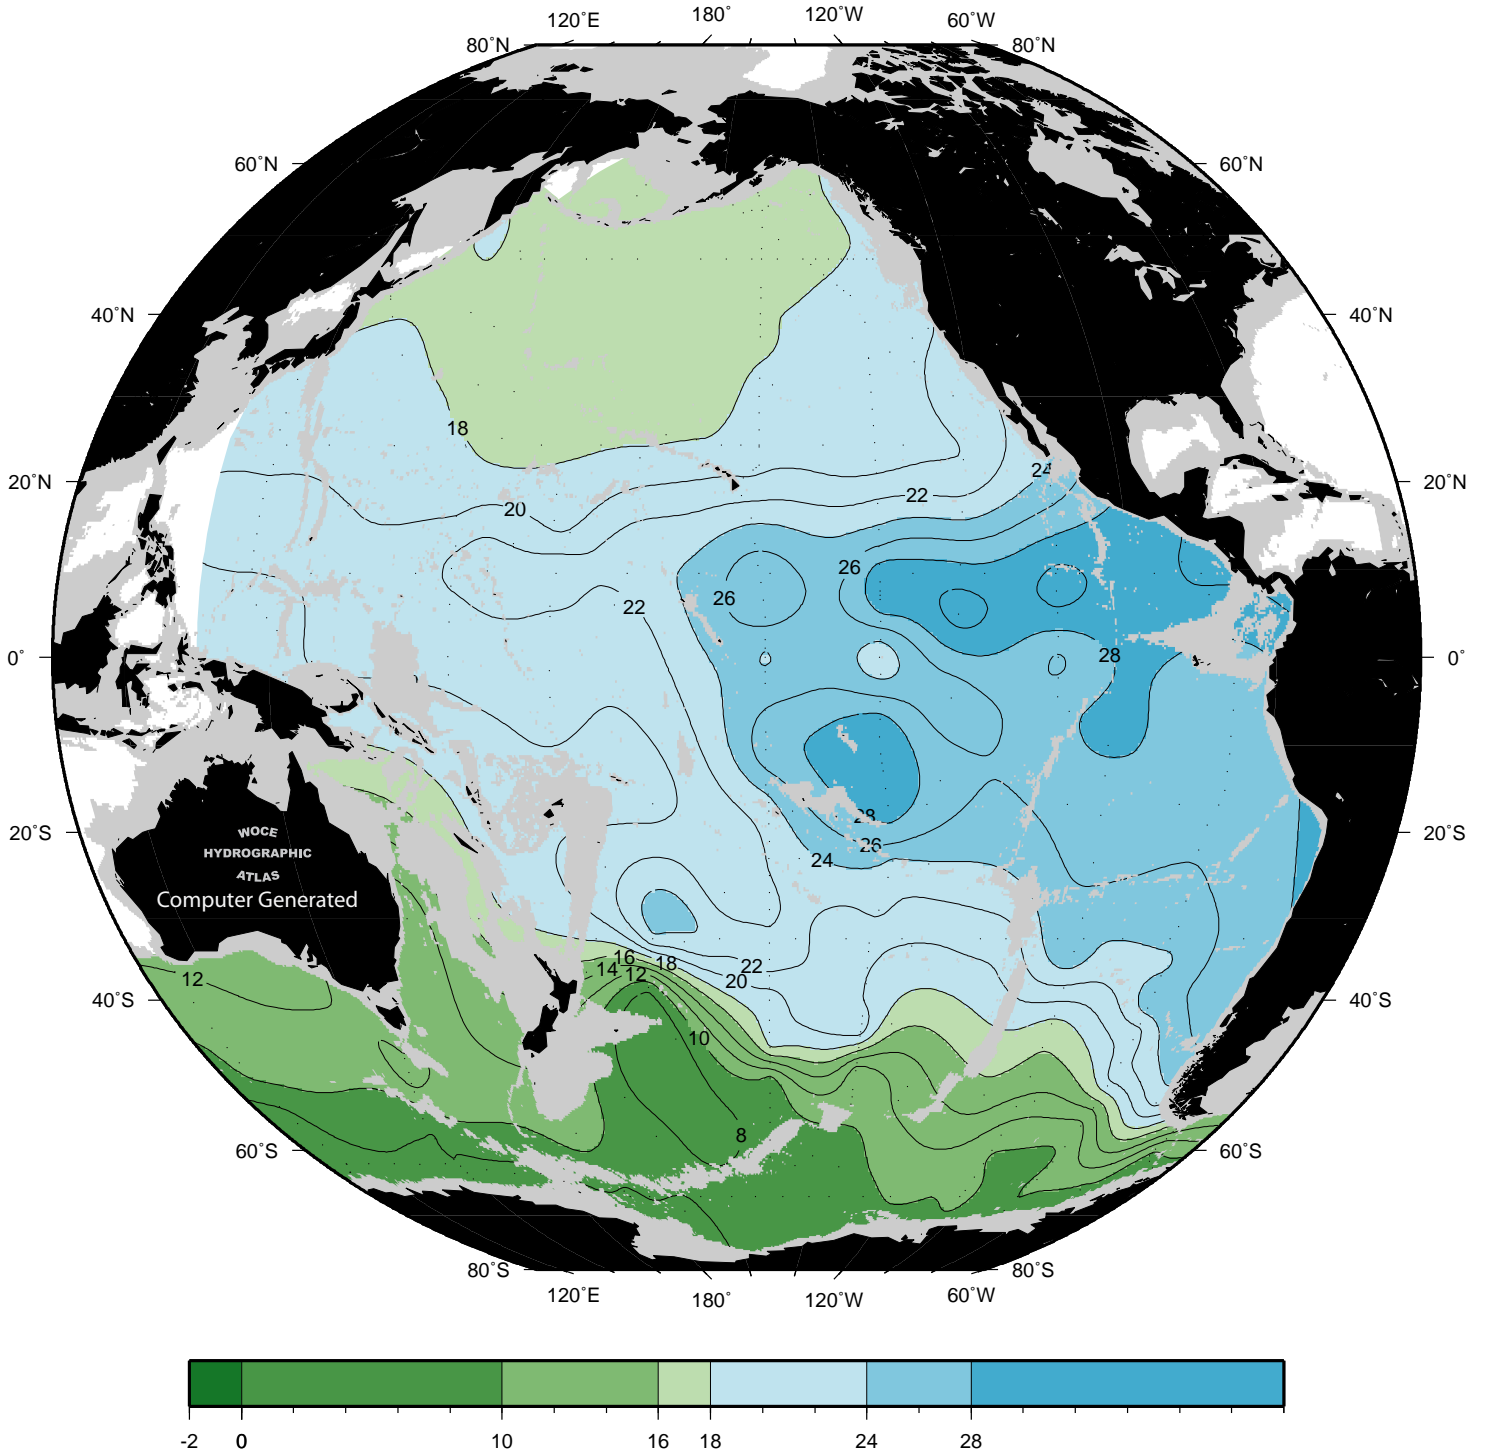 120°E 180° 120°W 60°W
80°N 80°N
60°N 60°N
40°N 40°N
18
24
20°N 20°N
22
20
26
26
22
0° 28 0°
28
20°S 20°S
WOCE
HYDROGRAPHIC
ATLAS
Computer Generated
26
24
16 18
14 12
22
20
12
40°S 40°S
10
8
60°S 60°S
80°S 80°S
120°E 180° 120°W 60°W
-2 0 10 16 18 24 28